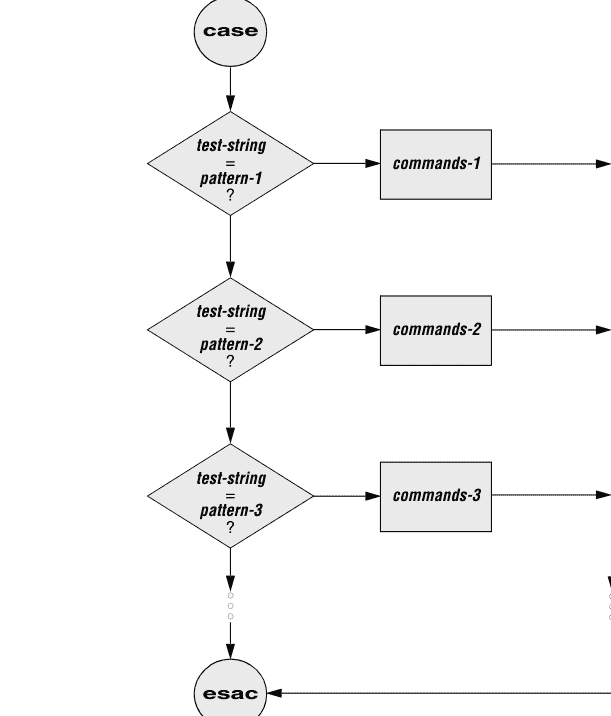 case
test-string
=
pattern-1
?
commands-1
test-string
=
pattern-2
?
commands-2
test-string
=
pattern-3
?
commands-3
esac